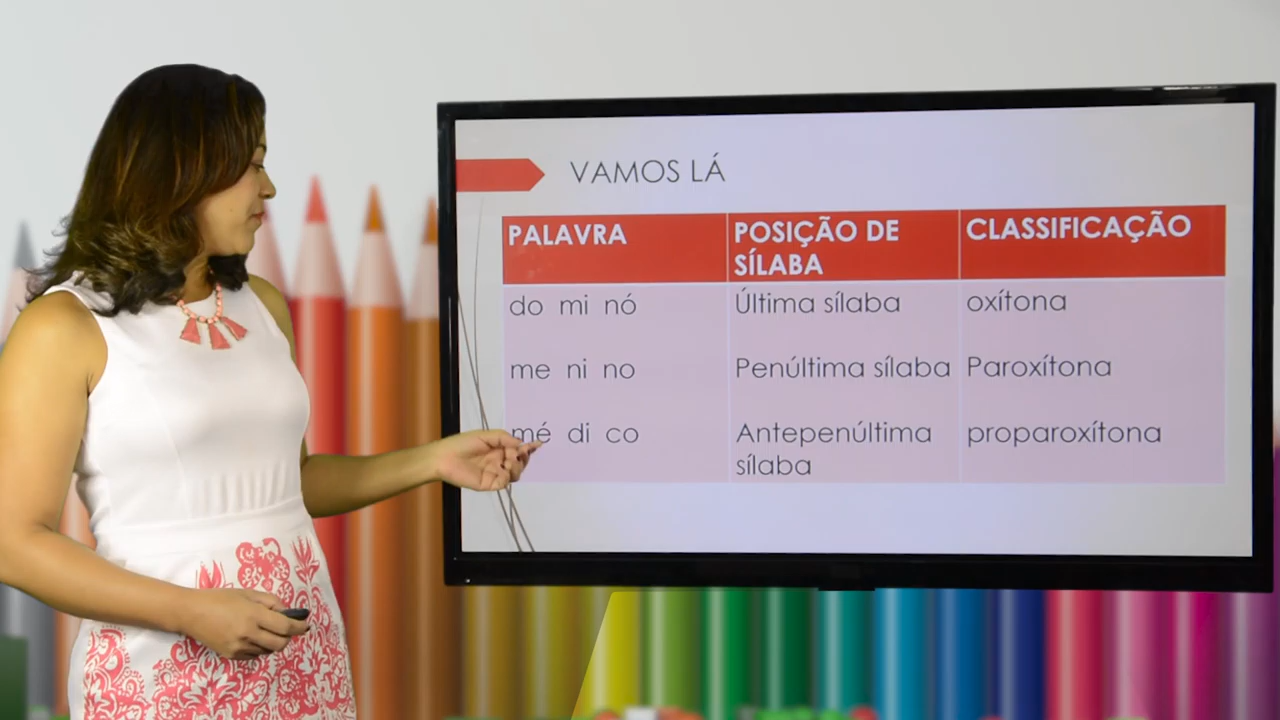 VAMOS LÁ
PALAVRA POSIÇÃO DE SÍLABA CLASSIFICAÇÃO
do mi nó Última sílaba oxítona
me ni no Penúltima sílaba Paroxítona
mé di co Antepenúltima sílaba proparoxítona